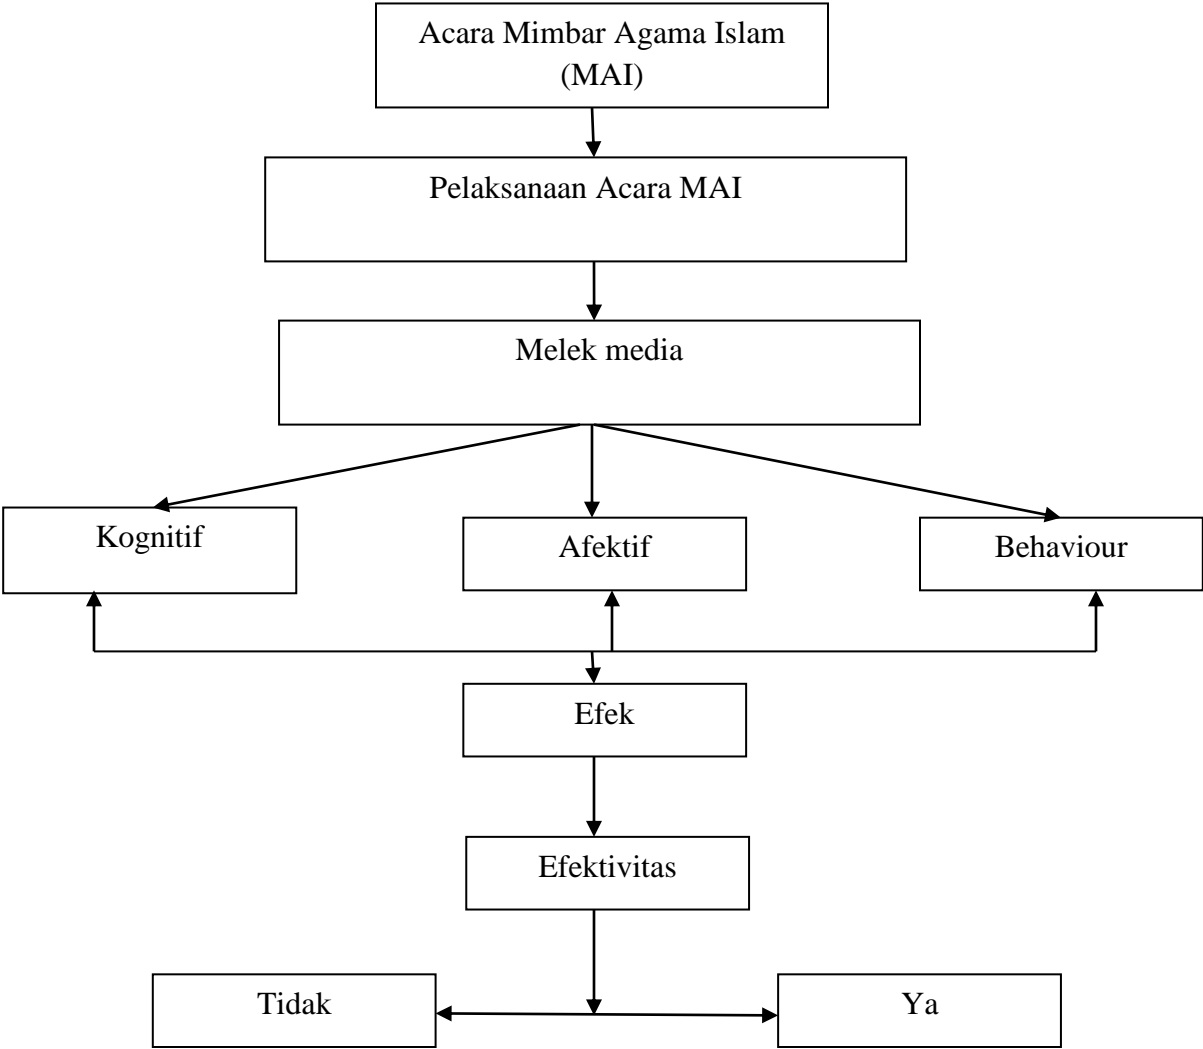 Acara Mimbar Agama Islam
(MAI)
Pelaksanaan Acara MAI
Melek media
Kognitif
Afektif
Behaviour
Efek
Efektivitas
Tidak
Ya